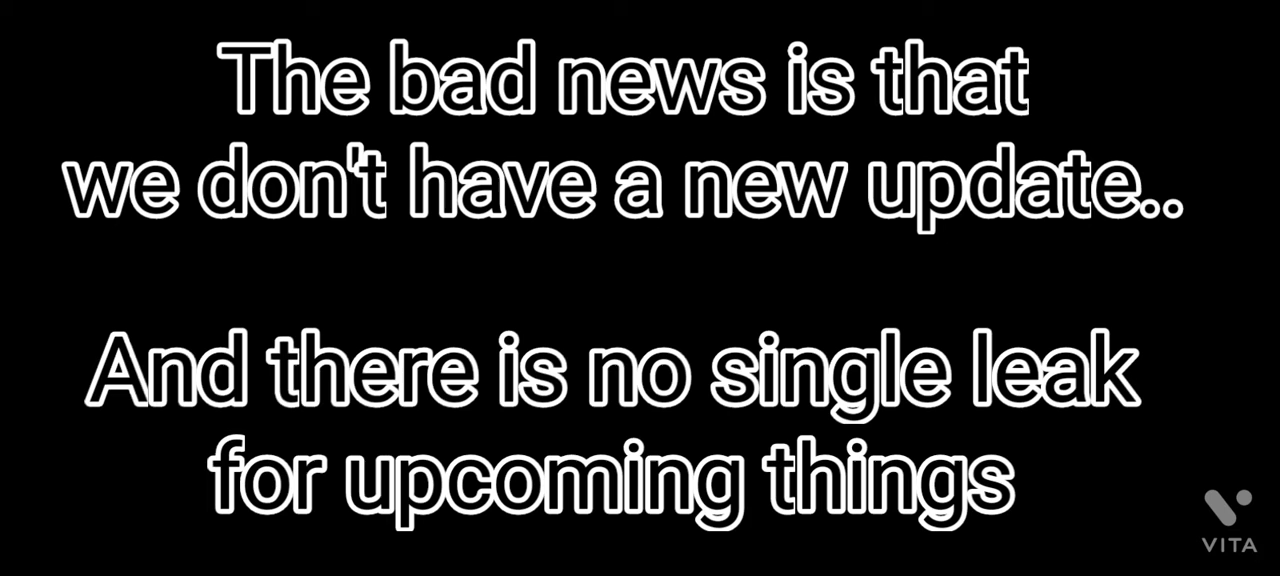 The bad news is that
we don't have a new update..
And there is no single leak
for upcoming things
VITA